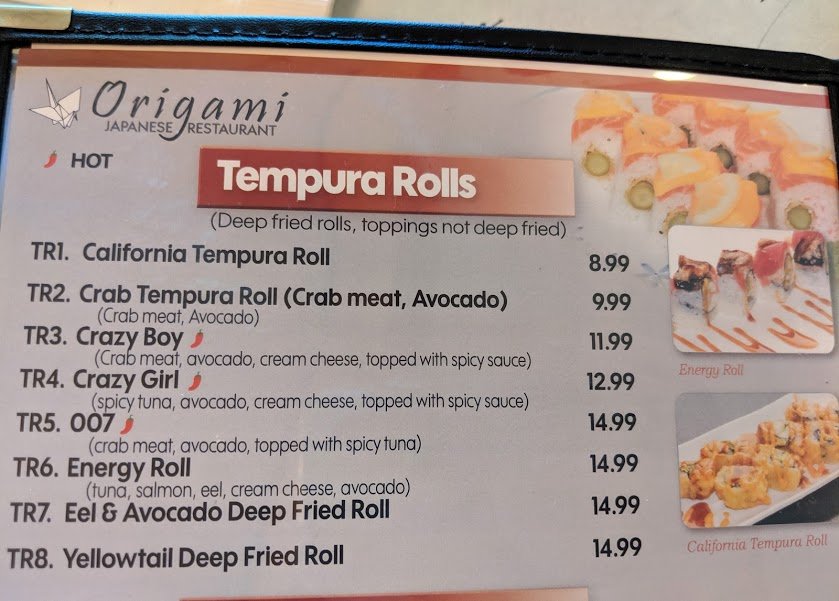 Origami
JAPANESE RESTAURANT
HOT
Tempura Rolls
(Deep fried rolls, toppings not deep fried)
TR1. California Tempura Roll 8.99
TR2. Crab Tempura Roll (Crab meat, Avocado) 9.99
(Crab meat, Avocado)
TR3. Crazy Boy 11.99
(Crab meat, avocado, cream cheese, topped with spicy sauce)
TR4. Crazy Girl 12.99
(spicy tuna, avocado, cream cheese, topped with spicy sauce)
TR5. 007 14.99
(crab meat, avocado, topped with spicy tuna)
TR6. Energy Roll 14.99
(tuna, salmon, eel, cream cheese, avocado)
TR7. Eel & Avocado Deep Fried Roll 14.99
TR8. Yellowtail Deep Fried Roll 14.99
Energy Roll
California Tempura Roll